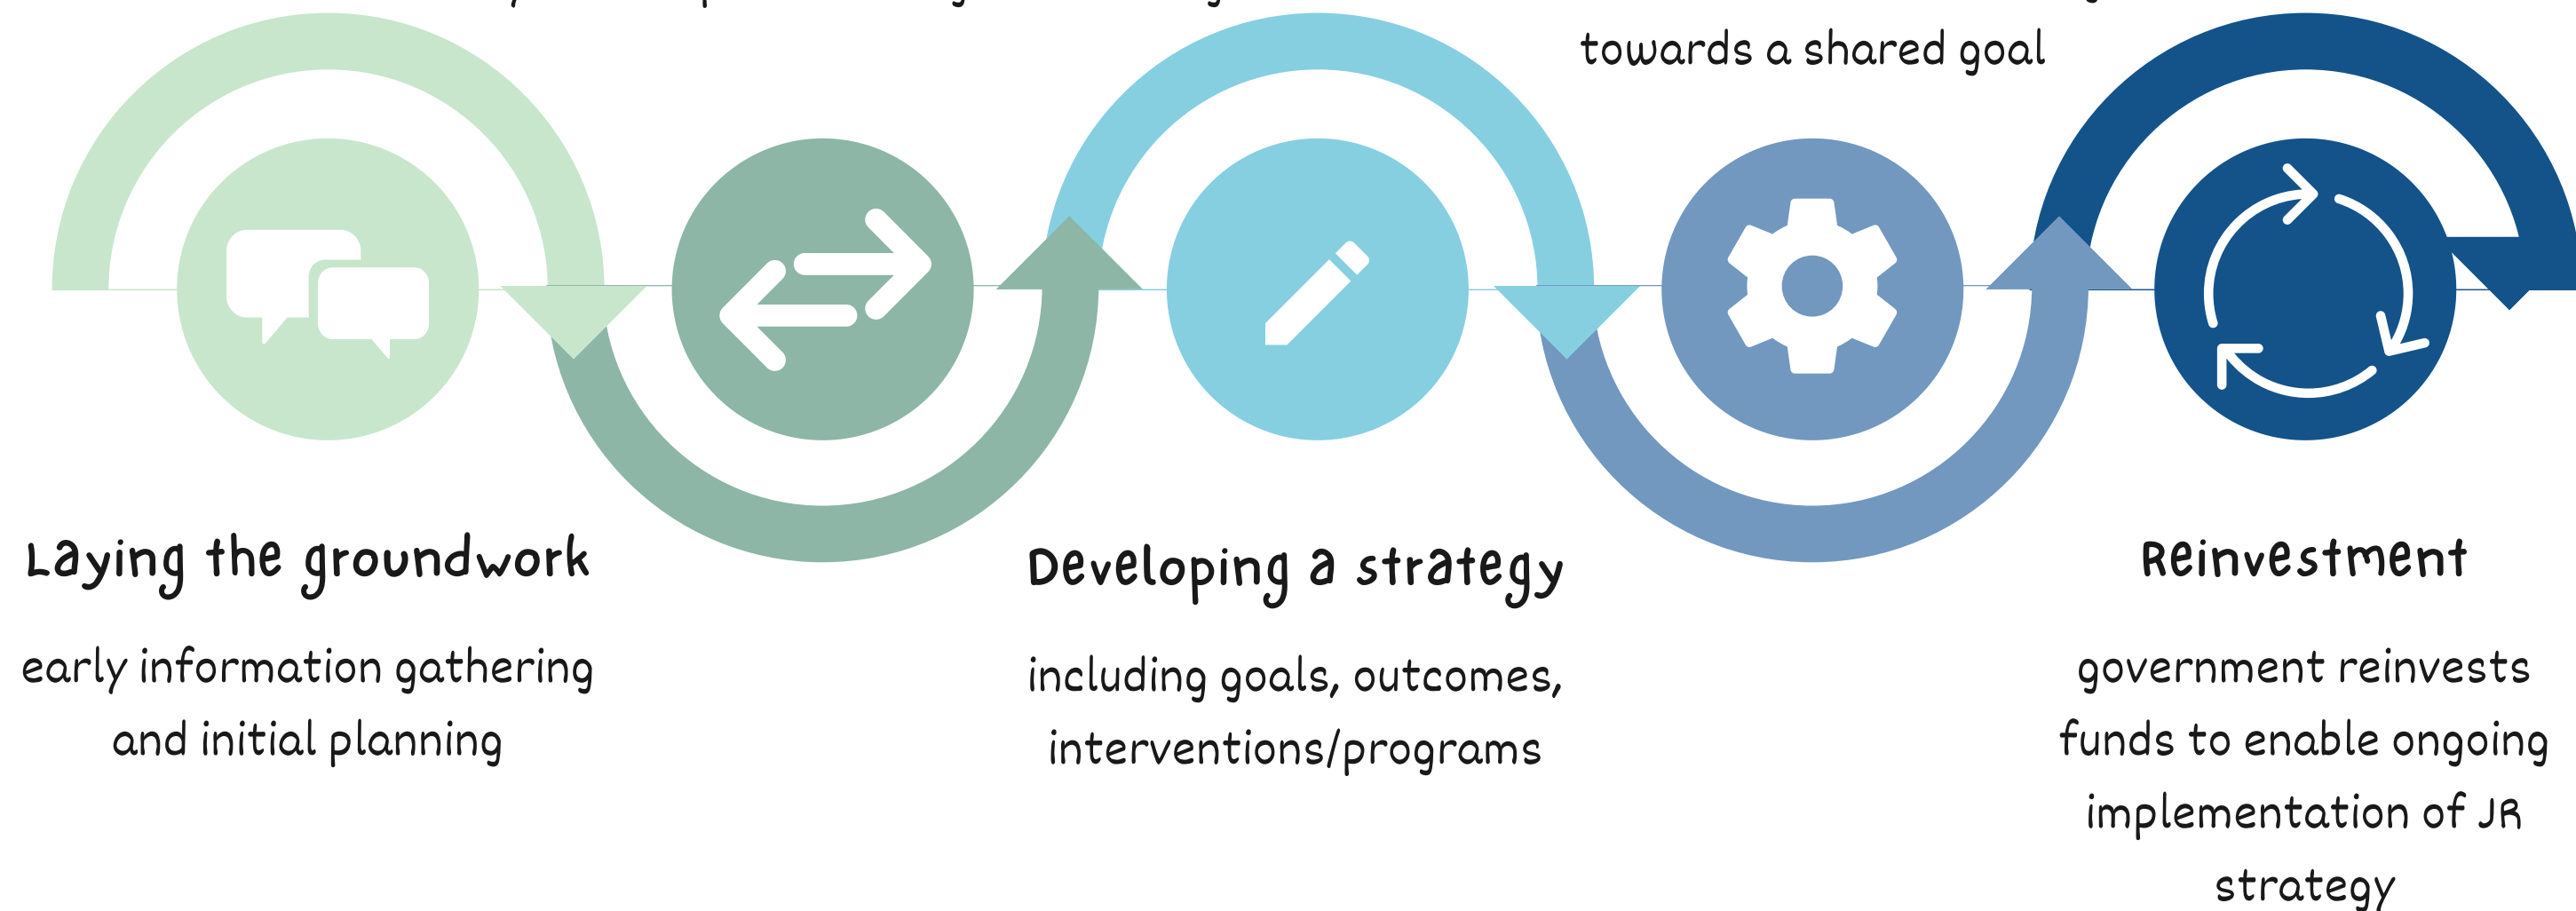 towards a shared goal
Laying the groundwork
early information gathering
and initial planning
Developing a strategy
including goals, outcomes,
interventions/programs
Reinvestment
government reinvests
funds to enable ongoing
implementation of JR
strategy